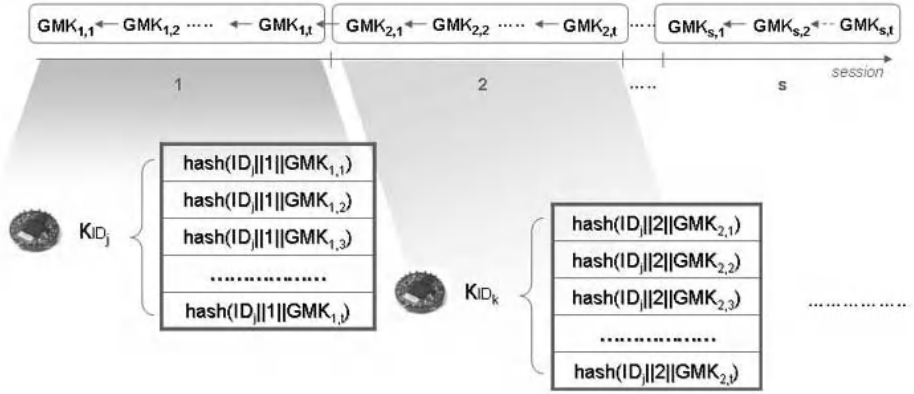 GMK1,1 GMK1,2 ..... GMK1,t GMK2,1 GMK2,2 ..... GMK2,t ...... GMKs,1 GMKs,2 GMKs,t
session
1 2 ..... s
hash(IDj||1||GMK1,1)
hash(IDj||1||GMK1,2)
KIDj
hash(IDj||1||GMK1,3)
..................
hash(IDj||1||GMK1,t)
hash(IDj||2||GMK2,1)
hash(IDj||2||GMK2,2)
KIDk
hash(IDj||2||GMK2,3)
..................
hash(IDj||2||GMK2,t)
................